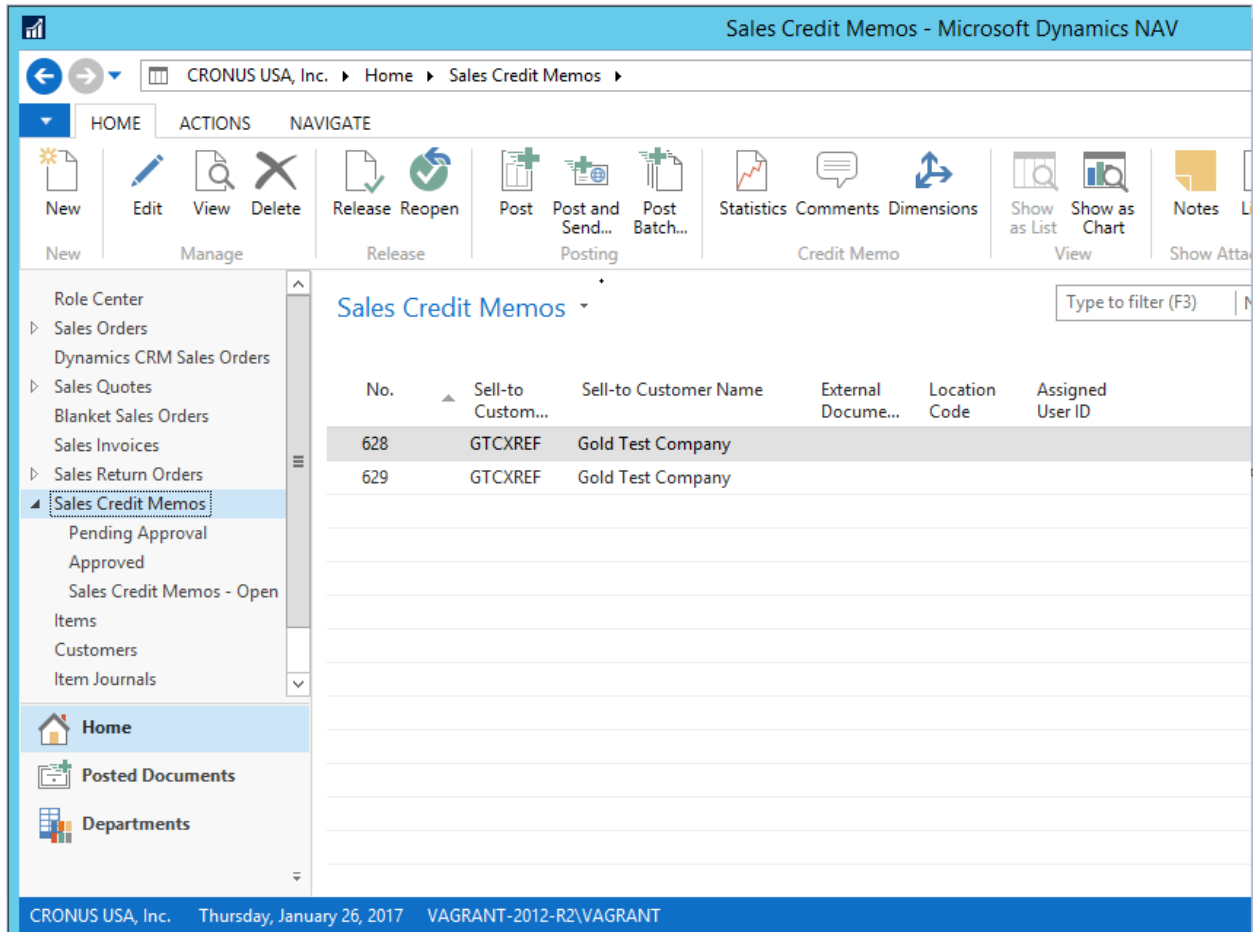 Sales Credit Memos - Microsoft Dynamics NAV
CRONUS USA, Inc. Home Sales Credit Memos
HOME ACTIONS NAVIGATE
New Edit View Delete Release Reopen Post Post and Send... Post Batch... Statistics Comments Dimensions Show as List Show as Chart Notes
New Manage Release Posting Credit Memo View Show
Role Center
Sales Orders
Dynamics CRM Sales Orders
Sales Quotes
Blanket Sales Orders
Sales Invoices
Sales Return Orders
Sales Credit Memos
Pending Approval
Approved
Sales Credit Memos - Open
Items
Customers
Item Journals
Home
Posted Documents
Departments
Sales Credit Memos
Type to filter (F3)
No. Sell-to Custom... Sell-to Customer Name External Docume... Location Code Assigned User ID
628 GTCXREF Gold Test Company
629 GTCXREF Gold Test Company
CRONUS USA, Inc. Thursday, January 26, 2017 VAGRANT-2012-R2\VAGRANT